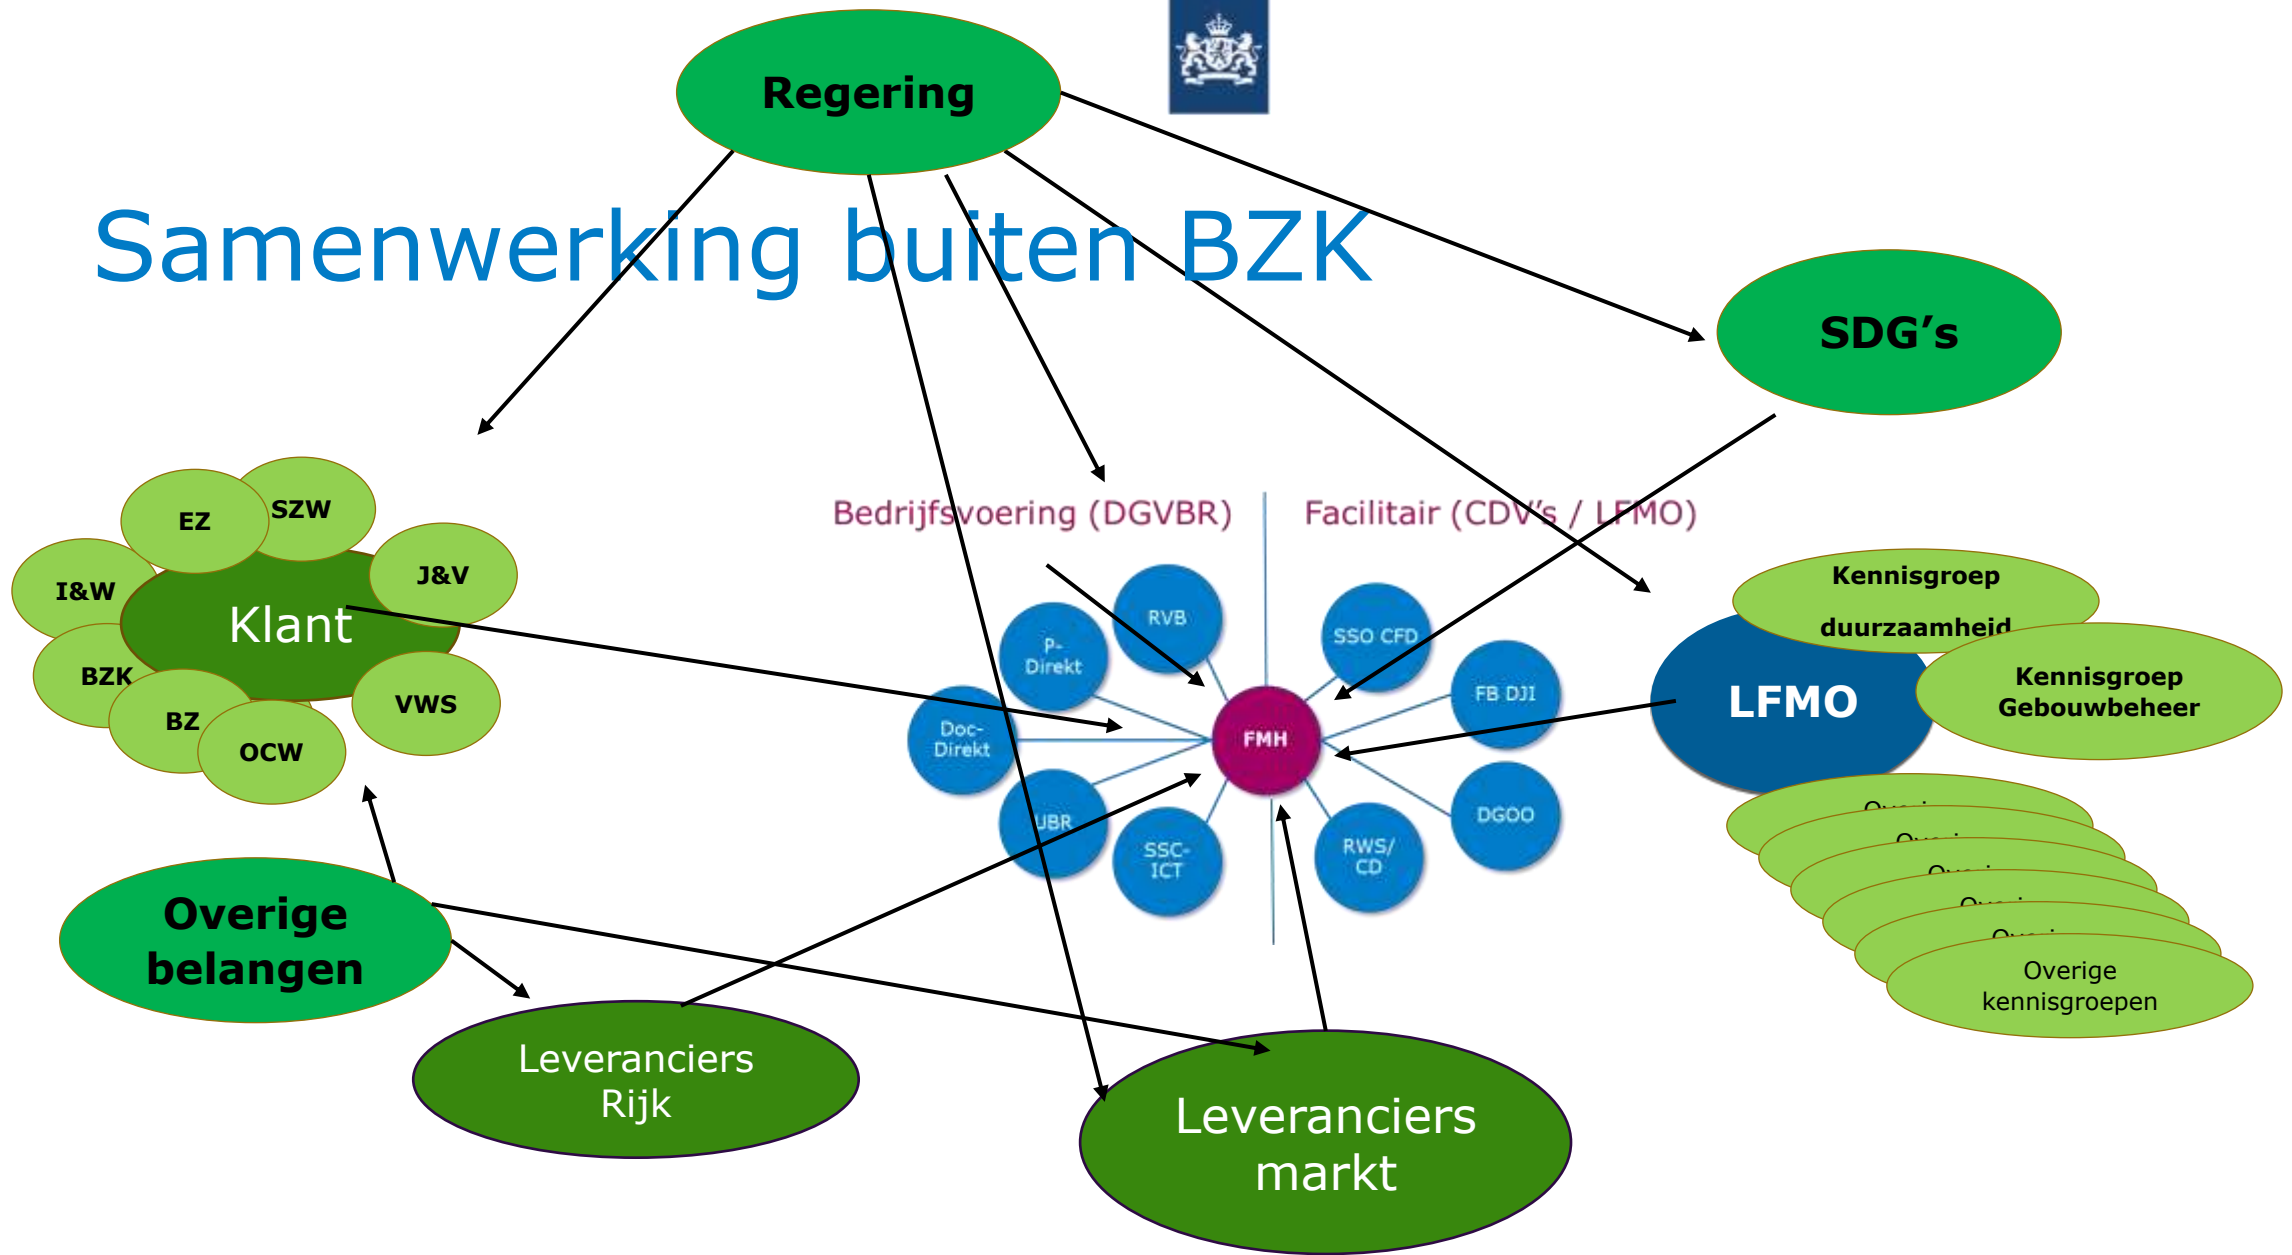 Regering
Samenwerking buiten BZK
SDG's
Bedrijfsvoering (DGVBR)
Facilitair (CDV's / LFMO)
EZ
SZW
J&V
I&W
Klant
BZK
BZ
OCW
VWS
RVB
P-
Direkt
Doc-
Direkt
UBR
SSC-
ICT
FMH
SSO CFD
FB DJI
DGOO
RWS/
CD
Kennisgroep
duurzaamheid
LFMO
Kennisgroep
Gebouwbeheer
Overige
kennisgroepen
Overige
belangen
Leveranciers
Rijk
Leveranciers
markt